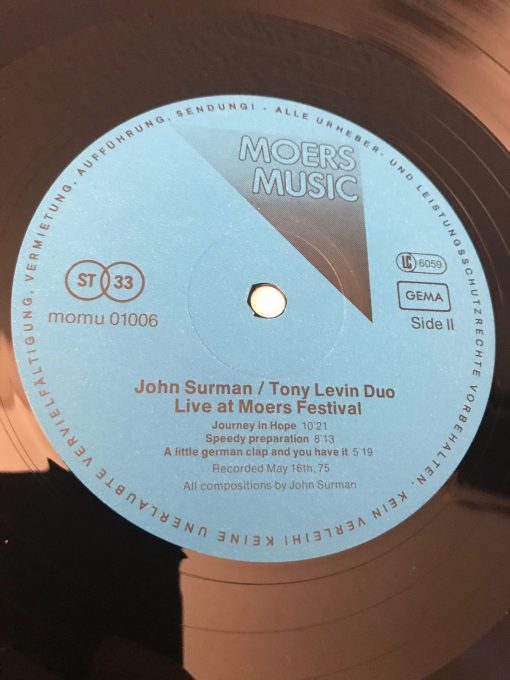 ALLE URHEBER- UND LEISTUNGSSCHUTZRECHTE VORBEHALTEN. KEIN VERLEIH! KEINE UNERLAUBTE VERVIELFÄLTIGUNG, VERMIETUNG, AUFFÜHRUNG, SENDUNG! ·
MOERS
MUSIC
LC 6059
ST 33
GEMA
momu 01006
Side II
John Surman / Tony Levin Duo
Live at Moers Festival
Journey in Hope 10'21
Speedy preparation 8'13
A little german clap and you have it 5'19
Recorded May 16th, 75
All compositions by John Surman